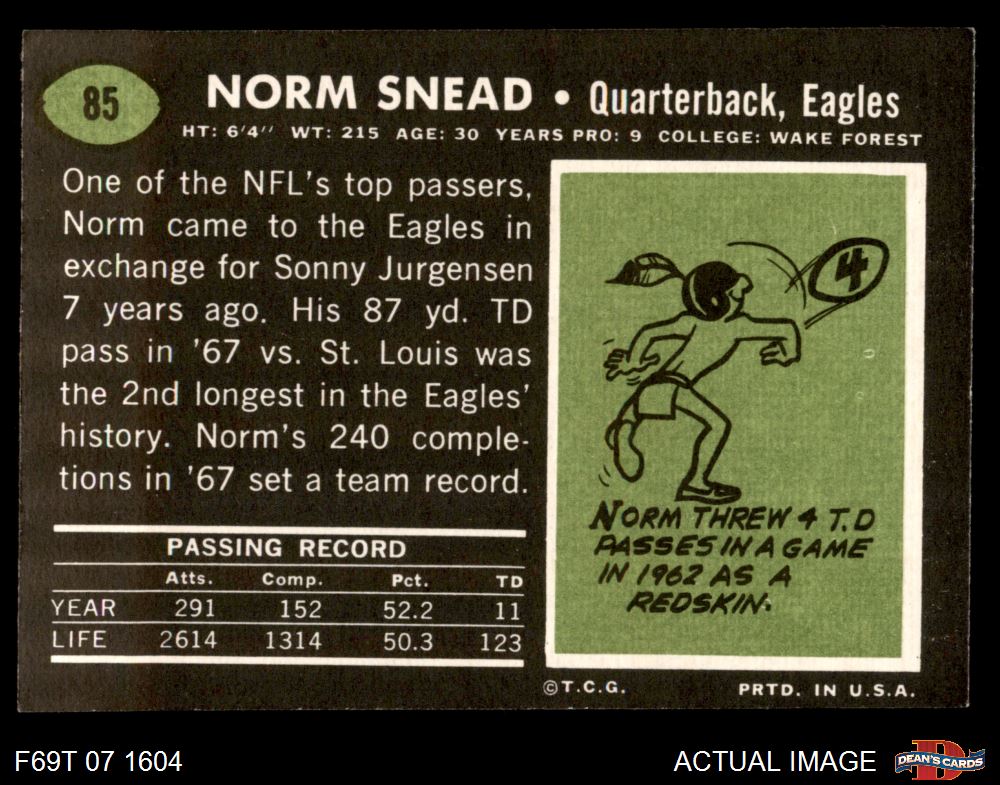 85
NORM SNEAD • Quarterback, Eagles
HT: 6'4" WT: 215 AGE: 30 YEARS PRO: 9 COLLEGE: WAKE FOREST
One of the NFL's top passers,
Norm came to the Eagles in
exchange for Sonny Jurgensen
7 years ago. His 87 yd. TD
pass in '67 vs. St. Louis was
the 2nd longest in the Eagles'
history. Norm's 240 comple-
tions in '67 set a team record.
PASSING RECORD
Atts. Comp. Pct. TD
YEAR 291 152 52.2 11
LIFE 2614 1314 50.3 123
4
NORM THREW 4 T.D
PASSES IN A GAME
IN 1962 AS A
REDSKIN.
©T.C.G. PRTD. IN U.S.A.
F69T 07 1604 ACTUAL IMAGE DEAN'S CARDS